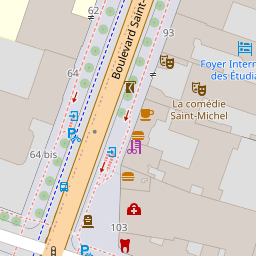 62
93
Boulevard Saint-
64
Foyer Intern
des Étudia
La comédie
Saint-Michel
64 bis
103